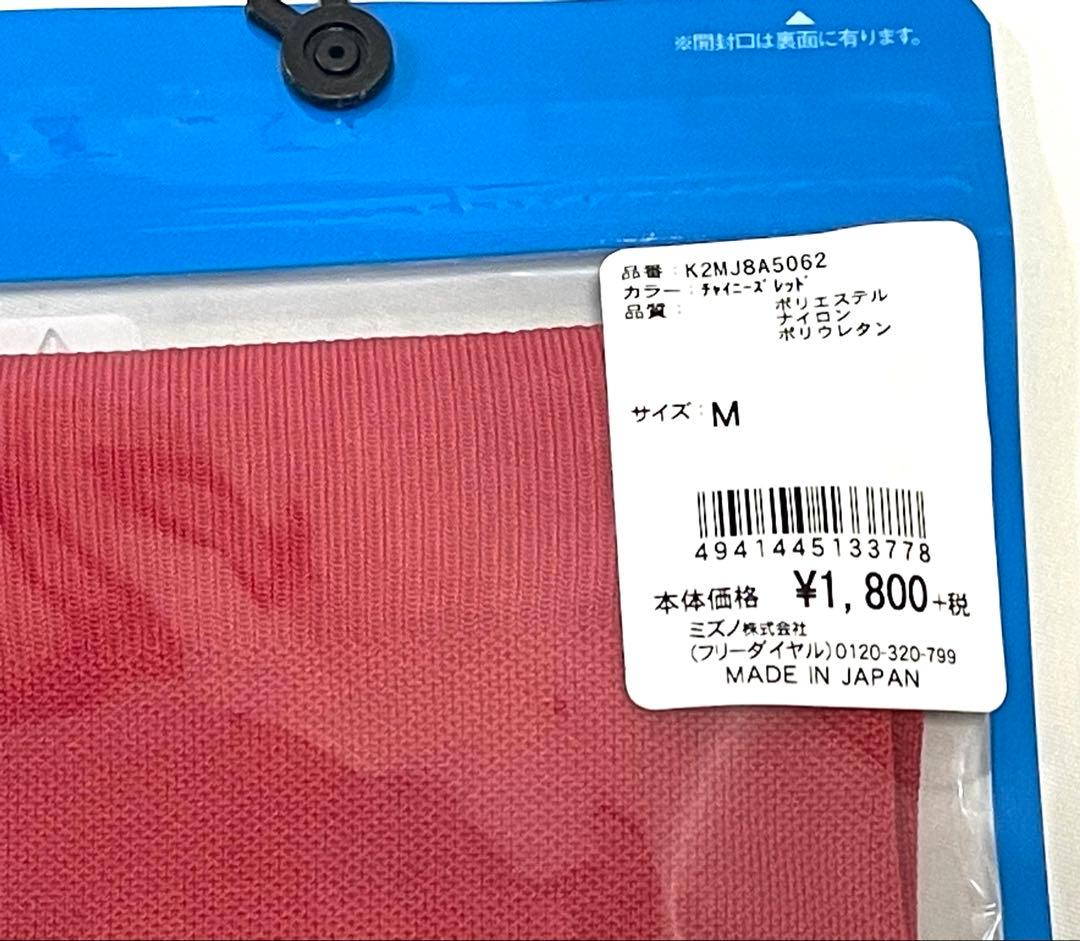 ※開封口は裏面に有ります。
品番：K2MJ8A5062
カラー：ﾁｬｲﾆｰｽﾞﾚｯﾄﾞ
品質：ポリエステル
ナイロン
ポリウレタン
サイズ：M
4941445133778
本体価格 ¥1,800+税
ミズノ株式会社
(フリーダイヤル)0120-320-799
MADE IN JAPAN